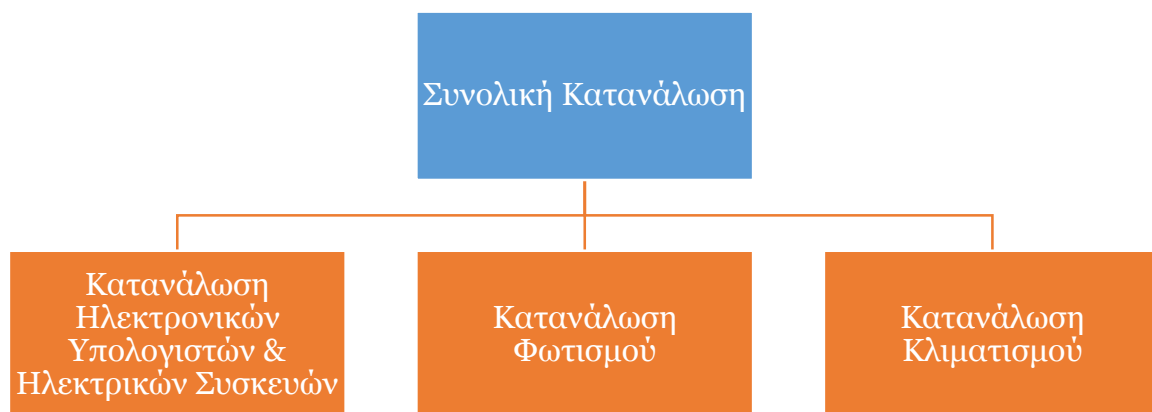 Συνολική Κατανάλωση
Κατανάλωση
Ηλεκτρονικών
Υπολογιστών &
Ηλεκτρικών Συσκευών
Κατανάλωση
Φωτισμού
Κατανάλωση
Κλιματισμού